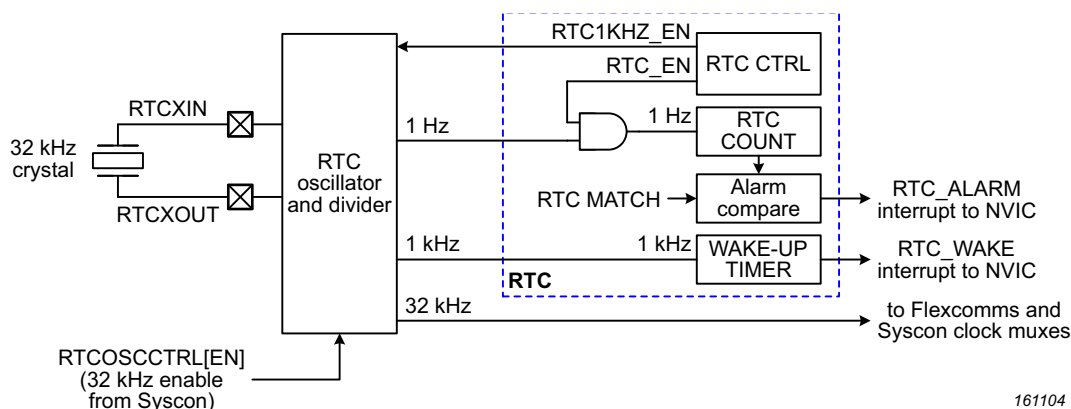 RTC1KHZ_EN
RTC_EN
RTC CTRL
RTCXIN
1 Hz
1 Hz
RTC
COUNT
32 kHz
crystal
RTC
oscillator
and divider
RTCXOUT
RTC MATCH
Alarm
compare
RTC_ALARM
interrupt to NVIC
1 kHz
1 kHz
WAKE-UP
TIMER
RTC_WAKE
interrupt to NVIC
RTC
32 kHz
to Flexcomms and
Syscon clock muxes
RTCOSCCTRL[EN]
(32 kHz enable
from Syscon)
161104